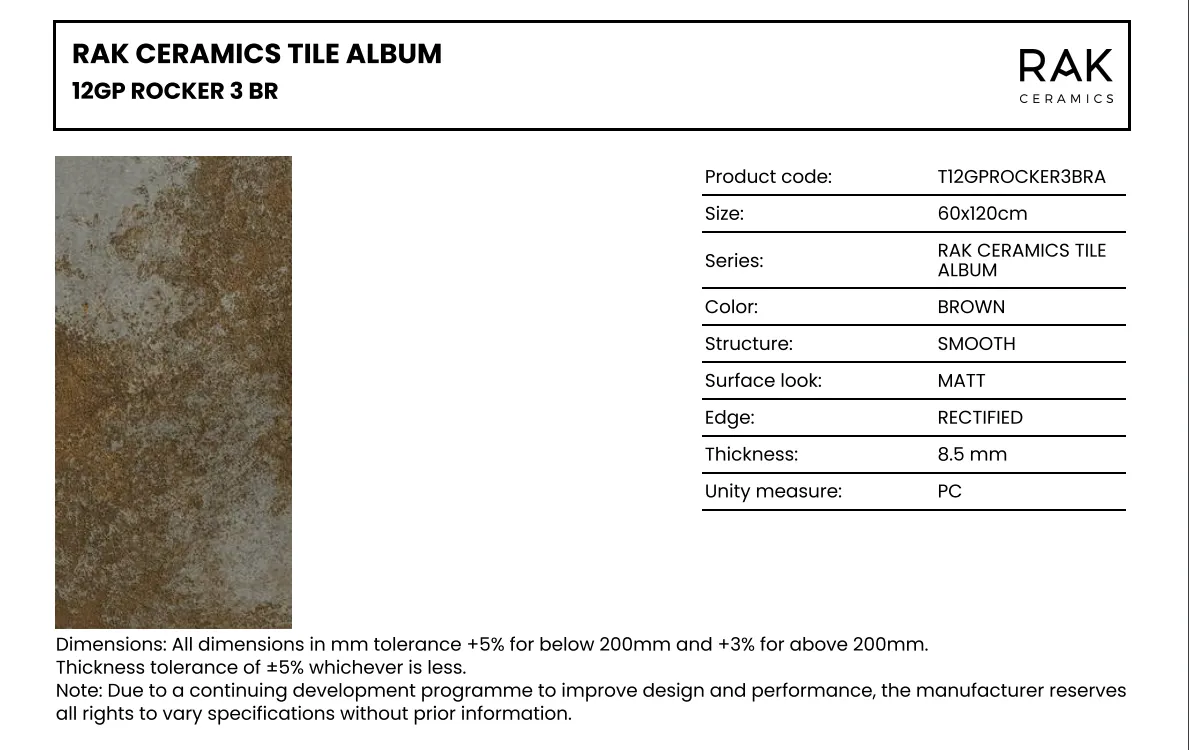 RAK CERAMICS TILE ALBUM
12GP ROCKER 3 BR
RAK
CERAMICS
Product code: T12GPROCKER3BRA
Size: 60x120cm
Series: RAK CERAMICS TILE
ALBUM
Color: BROWN
Structure: SMOOTH
Surface look: MATT
Edge: RECTIFIED
Thickness: 8.5 mm
Unity measure: PC
Dimensions: All dimensions in mm tolerance +5% for below 200mm and +3% for above 200mm.
Thickness tolerance of ±5% whichever is less.
Note: Due to a continuing development programme to improve design and performance, the manufacturer reserves
all rights to vary specifications without prior information.